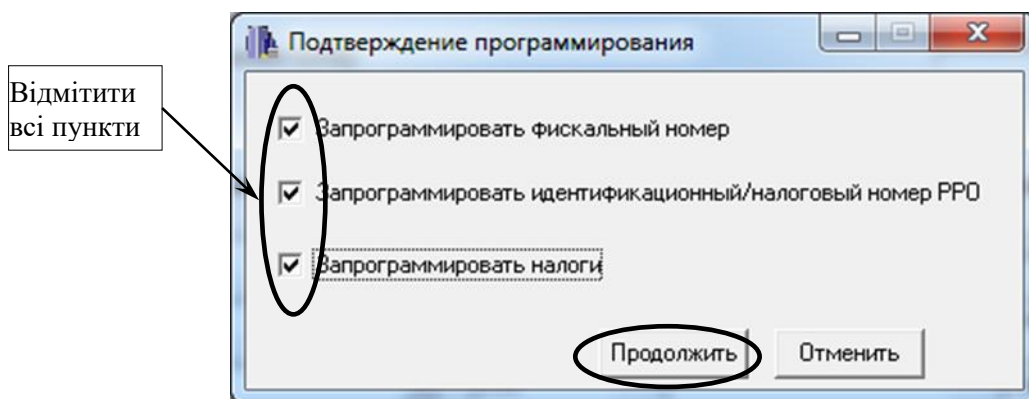 Подтверждение программирования
Відмітити
всі пункти
Запрограммировать фискальный номер
Запрограммировать идентификационный/налоговый номер РРО
Запрограммировать налоги
Продолжить
Отменить